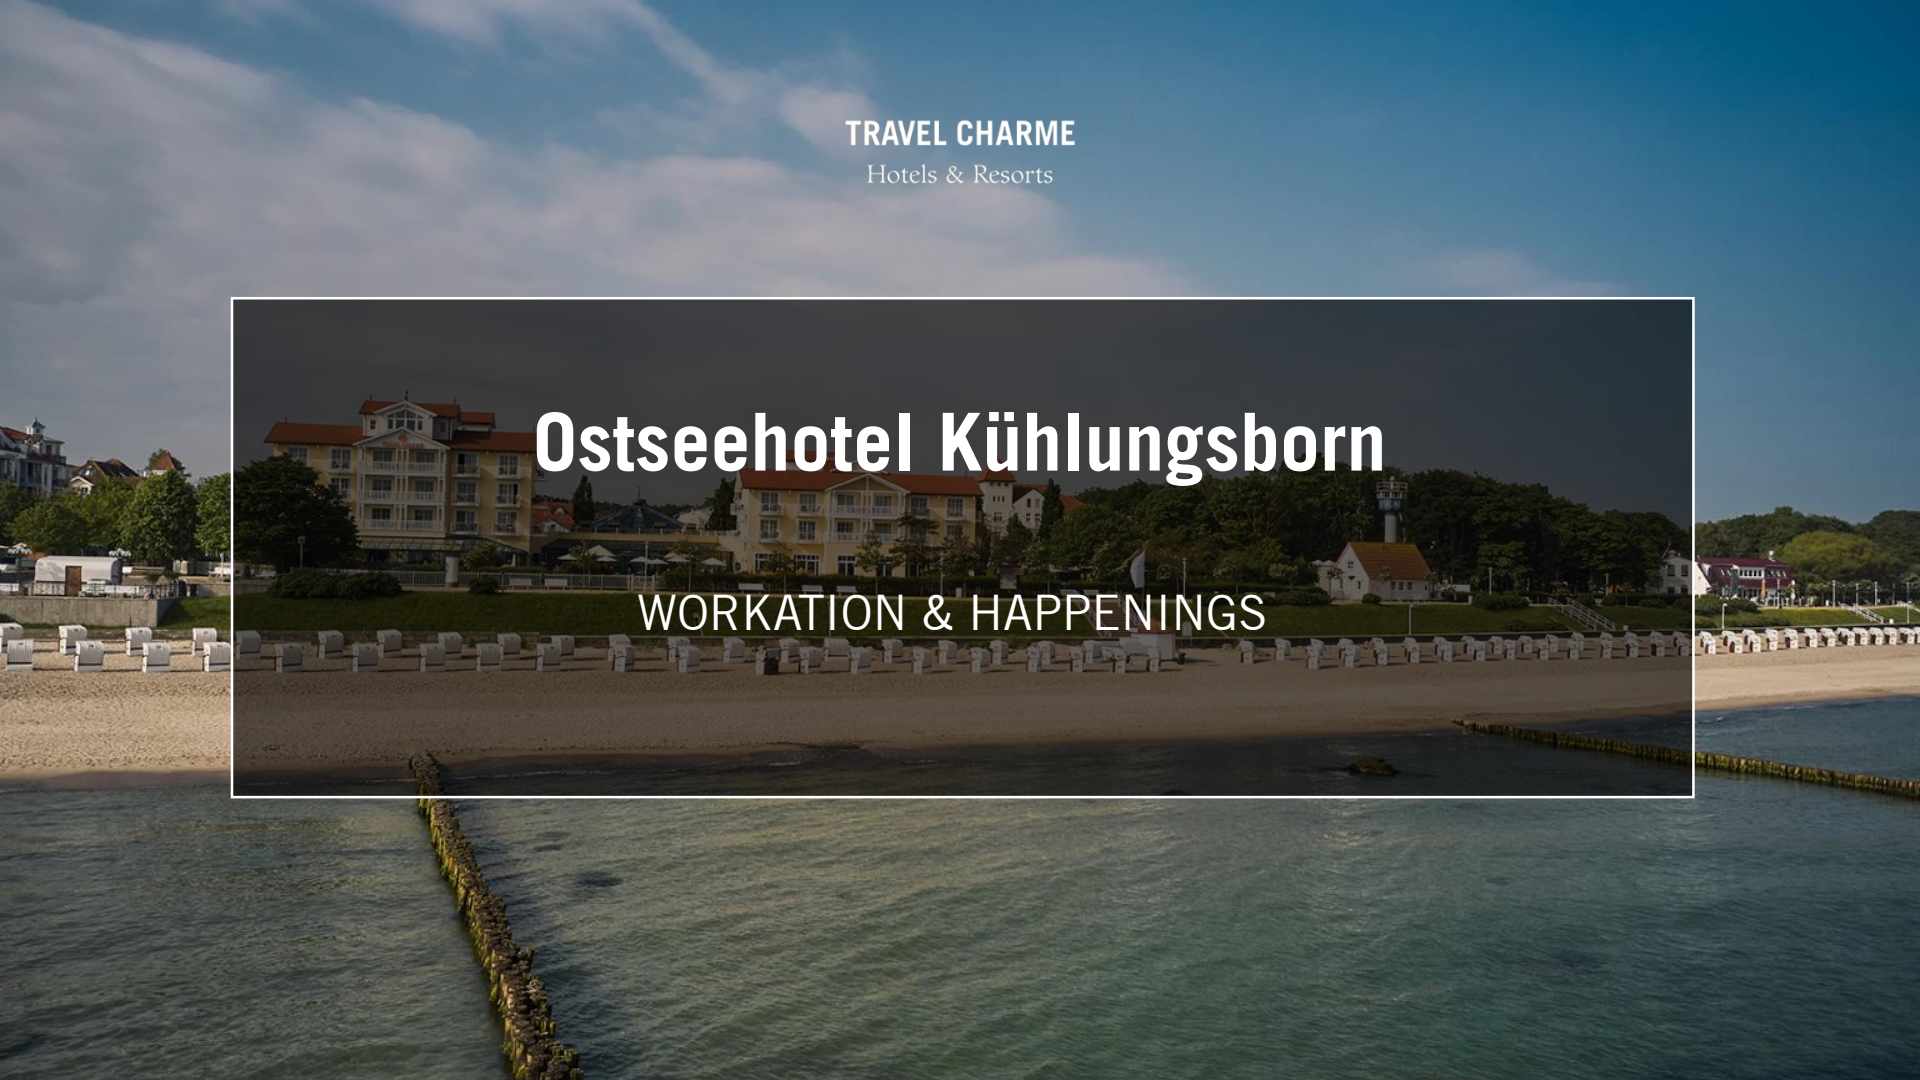 TRAVEL CHARME
Hotels & Resorts
Ostseehotel Kühlungsborn
WORKATION & HAPPENINGS